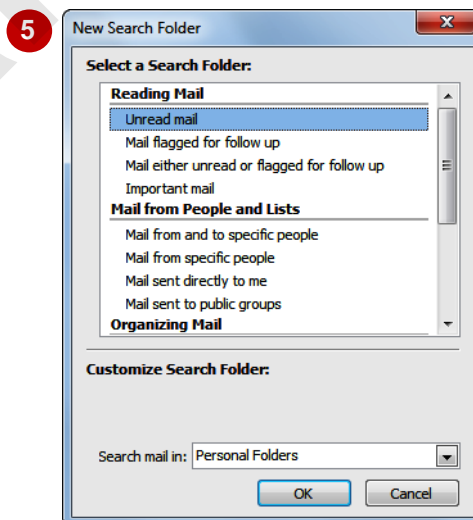 5
New Search Folder
Select a Search Folder:
Reading Mail
Unread mail
Mail flagged for follow up
Mail either unread or flagged for follow up
Important mail
Mail from People and Lists
Mail from and to specific people
Mail from specific people
Mail sent directly to me
Mail sent to public groups
Organizing Mail
Customize Search Folder:
Search mail in: Personal Folders
OK Cancel